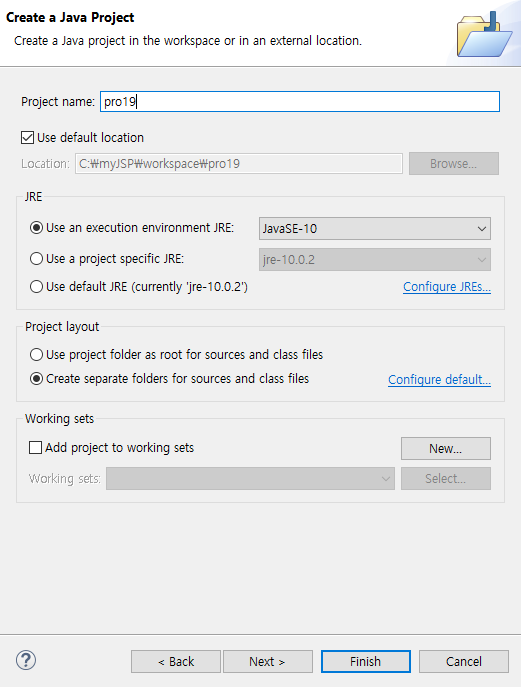 Create a Java Project
Create a Java project in the workspace or in an external location.
Project name: pro19
Use default location
Location: C:₩myJSP₩workspace₩pro19 Browse...
JRE
Use an execution environment JRE: JavaSE-10
Use a project specific JRE: jre-10.0.2
Use default JRE (currently 'jre-10.0.2') Configure JREs...
Project layout
Use project folder as root for sources and class files
Create separate folders for sources and class files Configure default...
Working sets
Add project to working sets New...
Working sets: Select...
? < Back Next > Finish Cancel